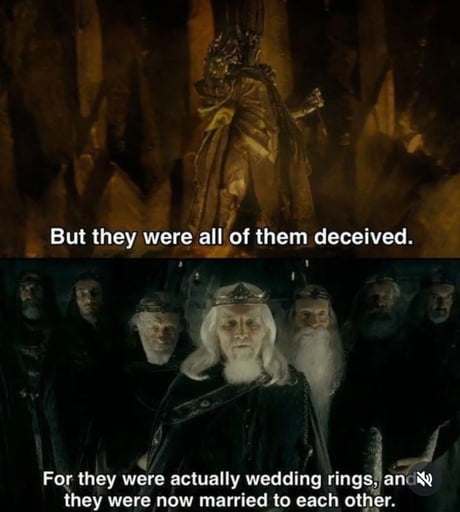 But they were all of them deceived.
For they were actually wedding rings, and
they were now married to each other.